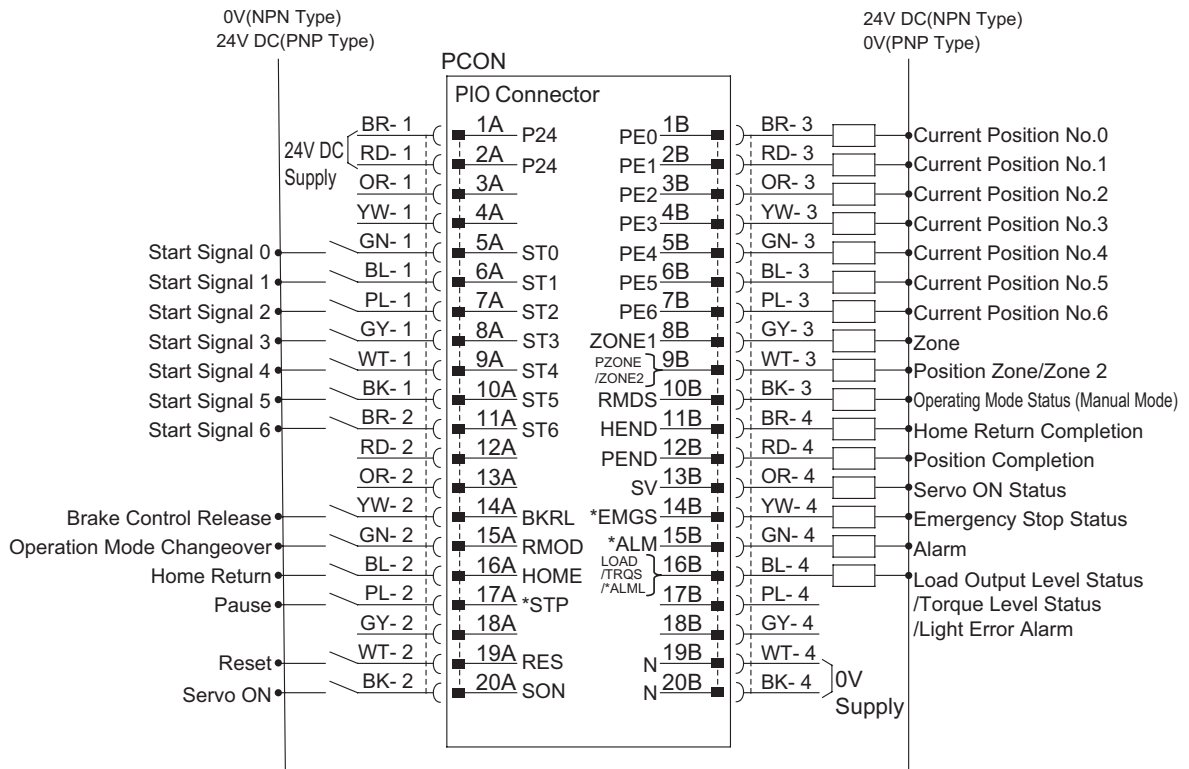 0V(NPN Type)
24V DC(PNP Type)
24V DC(NPN Type)
0V(PNP Type)
PCON
PIO Connector
24V DC
Supply
BR- 1 1A P24 PE0 1B BR- 3 Current Position No.0
RD- 1 2A P24 PE1 2B RD- 3 Current Position No.1
OR- 1 3A PE2 3B OR- 3 Current Position No.2
YW- 1 4A PE3 4B YW- 3 Current Position No.3
Start Signal 0 GN- 1 5A ST0 PE4 5B GN- 3 Current Position No.4
Start Signal 1 BL- 1 6A ST1 PE5 6B BL- 3 Current Position No.5
Start Signal 2 PL- 1 7A ST2 PE6 7B PL- 3 Current Position No.6
Start Signal 3 GY- 1 8A ST3 ZONE1 8B GY- 3 Zone
Start Signal 4 WT- 1 9A ST4 PZONE /ZONE2 9B WT- 3 Position Zone/Zone 2
Start Signal 5 BK- 1 10A ST5 RMDS 10B BK- 3 Operating Mode Status (Manual Mode)
Start Signal 6 BR- 2 11A ST6 HEND 11B BR- 4 Home Return Completion
RD- 2 12A PEND 12B RD- 4 Position Completion
OR- 2 13A SV 13B OR- 4 Servo ON Status
Brake Control Release YW- 2 14A BKRL *EMGS 14B YW- 4 Emergency Stop Status
Operation Mode Changeover GN- 2 15A RMOD *ALM 15B GN- 4 Alarm
Home Return BL- 2 16A HOME LOAD /TRQS /*ALML 16B BL- 4 Load Output Level Status
/Torque Level Status
/Light Error Alarm
Pause PL- 2 17A *STP 17B PL- 4
GY- 2 18A 18B GY- 4
Reset WT- 2 19A RES N 19B WT- 4
Servo ON BK- 2 20A SON N 20B BK- 4
0V
Supply